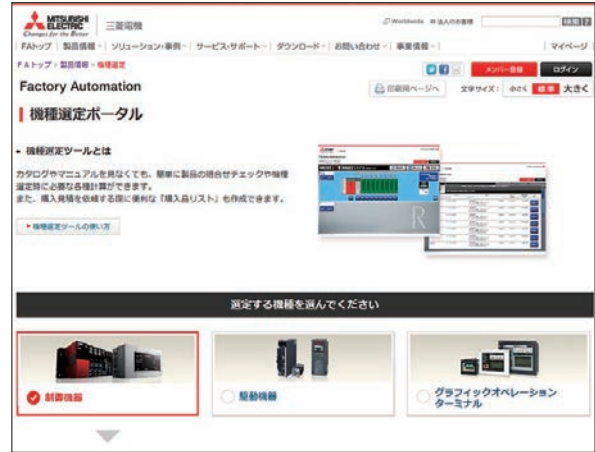 MITSUBISHI
ELECTRIC
Changes for the Better
三菱電機
Worldwide 法人のお客様
検索
FAトップ 製品情報 ソリューション・事例 サービス・サポート ダウンロード お問い合わせ 事業情報 マイページ
FAトップ 製品情報 機種選定
メンバー登録 ログイン
Factory Automation
印刷用ページへ 文字サイズ： 小さく 標準 大きく
機種選定ポータル
機種選定ツールとは
カタログやマニュアルを見なくても、簡単に製品の組合せチェックや機種
選定時に必要な各種計算ができます。
また、購入見積を依頼する際に便利な「購入品リスト」も作成できます。
機種選定ツールの使い方
R
選定する機種を選んでください
制御機器
駆動機器
グラフィックオペレーション
ターミナル